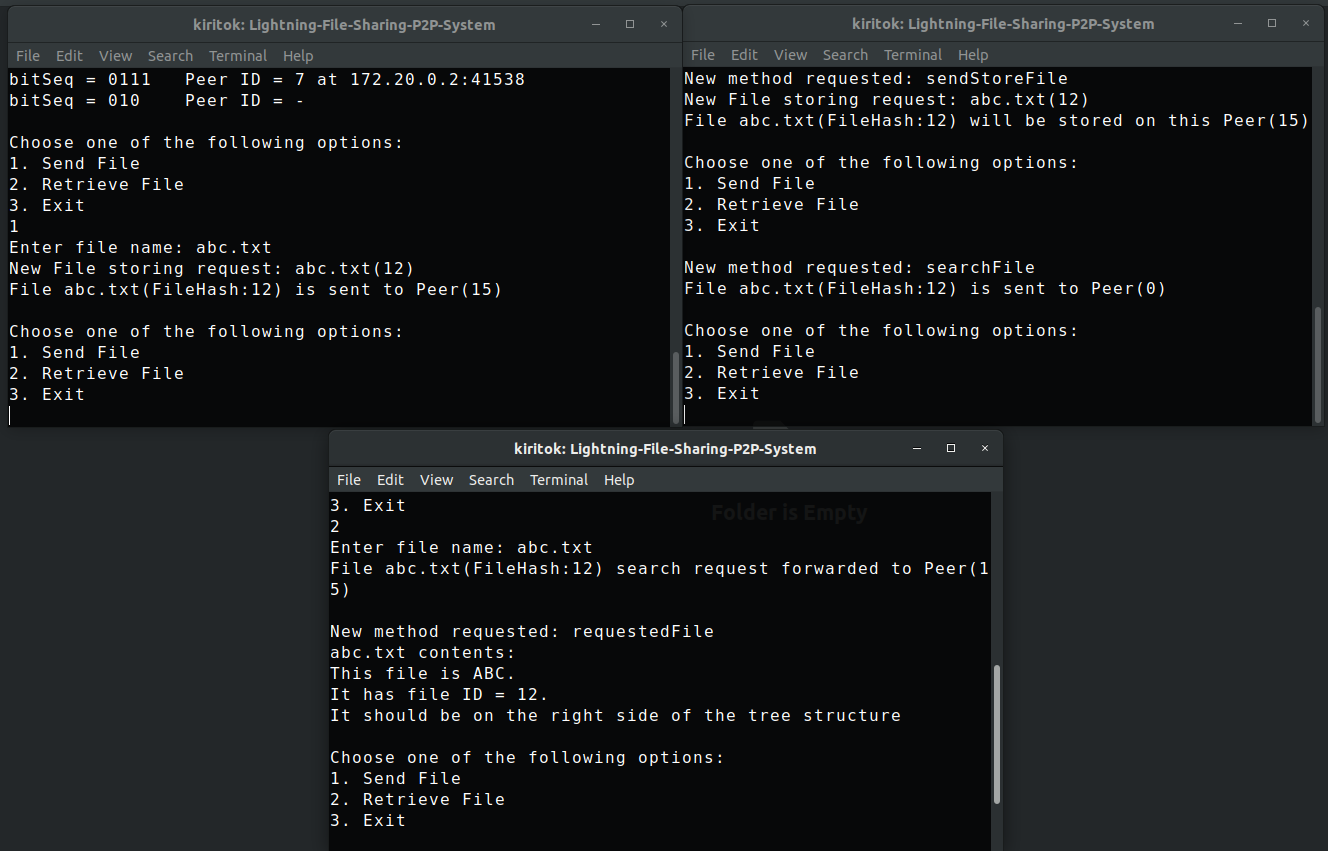 kiritok: Lightning-File-Sharing-P2P-System
File Edit View Search Terminal Help
bitSeq = 0111   Peer ID = 7 at 172.20.0.2:41538
bitSeq = 010    Peer ID = -
Choose one of the following options:
1. Send File
2. Retrieve File
3. Exit
1
Enter file name: abc.txt
New File storing request: abc.txt(12)
File abc.txt(FileHash:12) is sent to Peer(15)
Choose one of the following options:
1. Send File
2. Retrieve File
3. Exit
kiritok: Lightning-File-Sharing-P2P-System
File Edit View Search Terminal Help
New method requested: sendStoreFile
New File storing request: abc.txt(12)
File abc.txt(FileHash:12) will be stored on this Peer(15)
Choose one of the following options:
1. Send File
2. Retrieve File
3. Exit
New method requested: searchFile
File abc.txt(FileHash:12) is sent to Peer(0)
Choose one of the following options:
1. Send File
2. Retrieve File
3. Exit
kiritok: Lightning-File-Sharing-P2P-System
File Edit View Search Terminal Help
3. Exit
Folder is Empty
2
Enter file name: abc.txt
File abc.txt(FileHash:12) search request forwarded to Peer(1
5)
New method requested: requestedFile
abc.txt contents:
This file is ABC.
It has file ID = 12.
It should be on the right side of the tree structure
Choose one of the following options:
1. Send File
2. Retrieve File
3. Exit